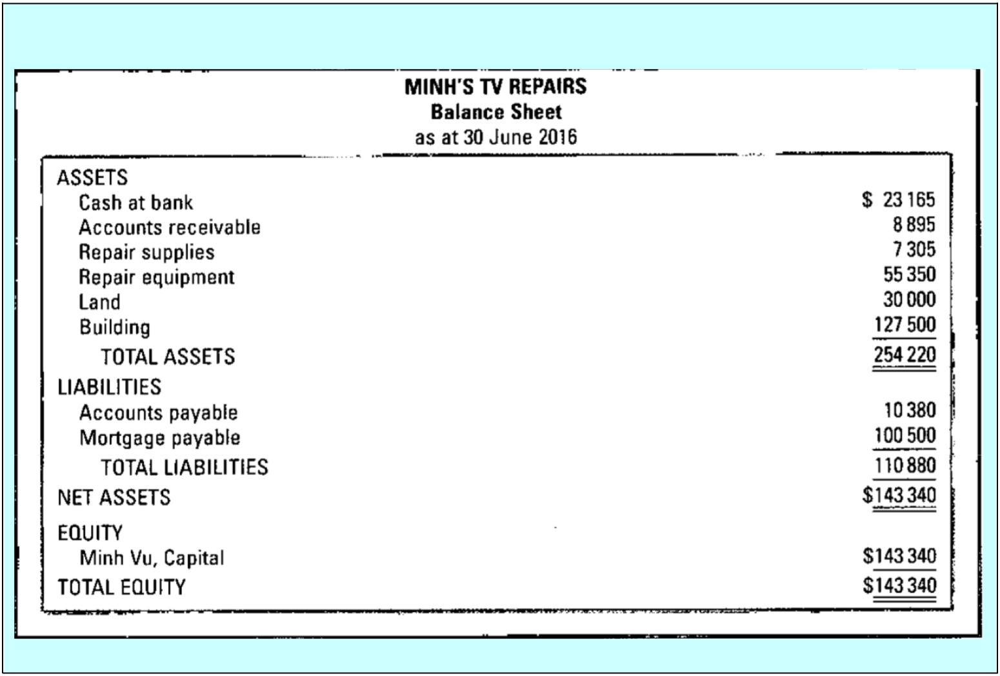 MINH'S TV REPAIRS
Balance Sheet
as at 30 June 2016
ASSETS
Cash at bank $ 23 165
Accounts receivable 8 895
Repair supplies 7 305
Repair equipment 55 350
Land 30 000
Building 127 500
TOTAL ASSETS 254 220
LIABILITIES
Accounts payable 10 380
Mortgage payable 100 500
TOTAL LIABILITIES 110 880
NET ASSETS $143 340
EQUITY
Minh Vu, Capital $143 340
TOTAL EQUITY $143 340